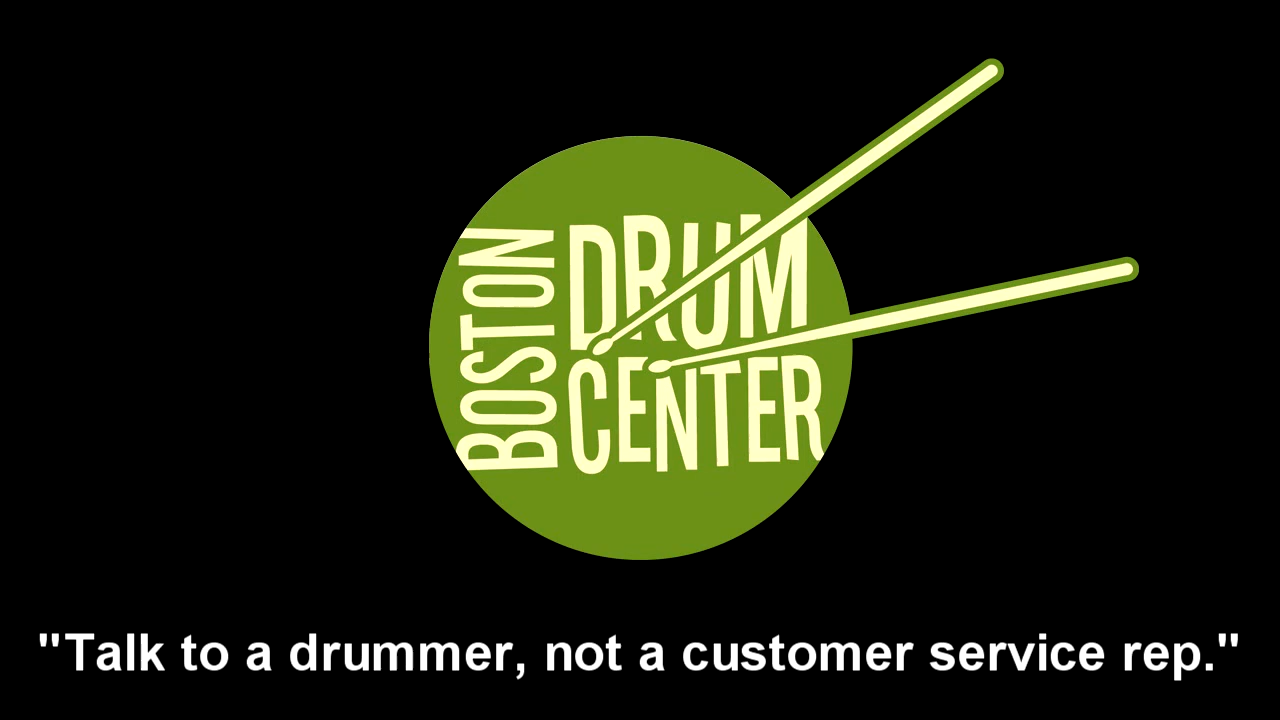 BOSTON
DRUM
CENTER
"Talk to a drummer, not a customer service rep."